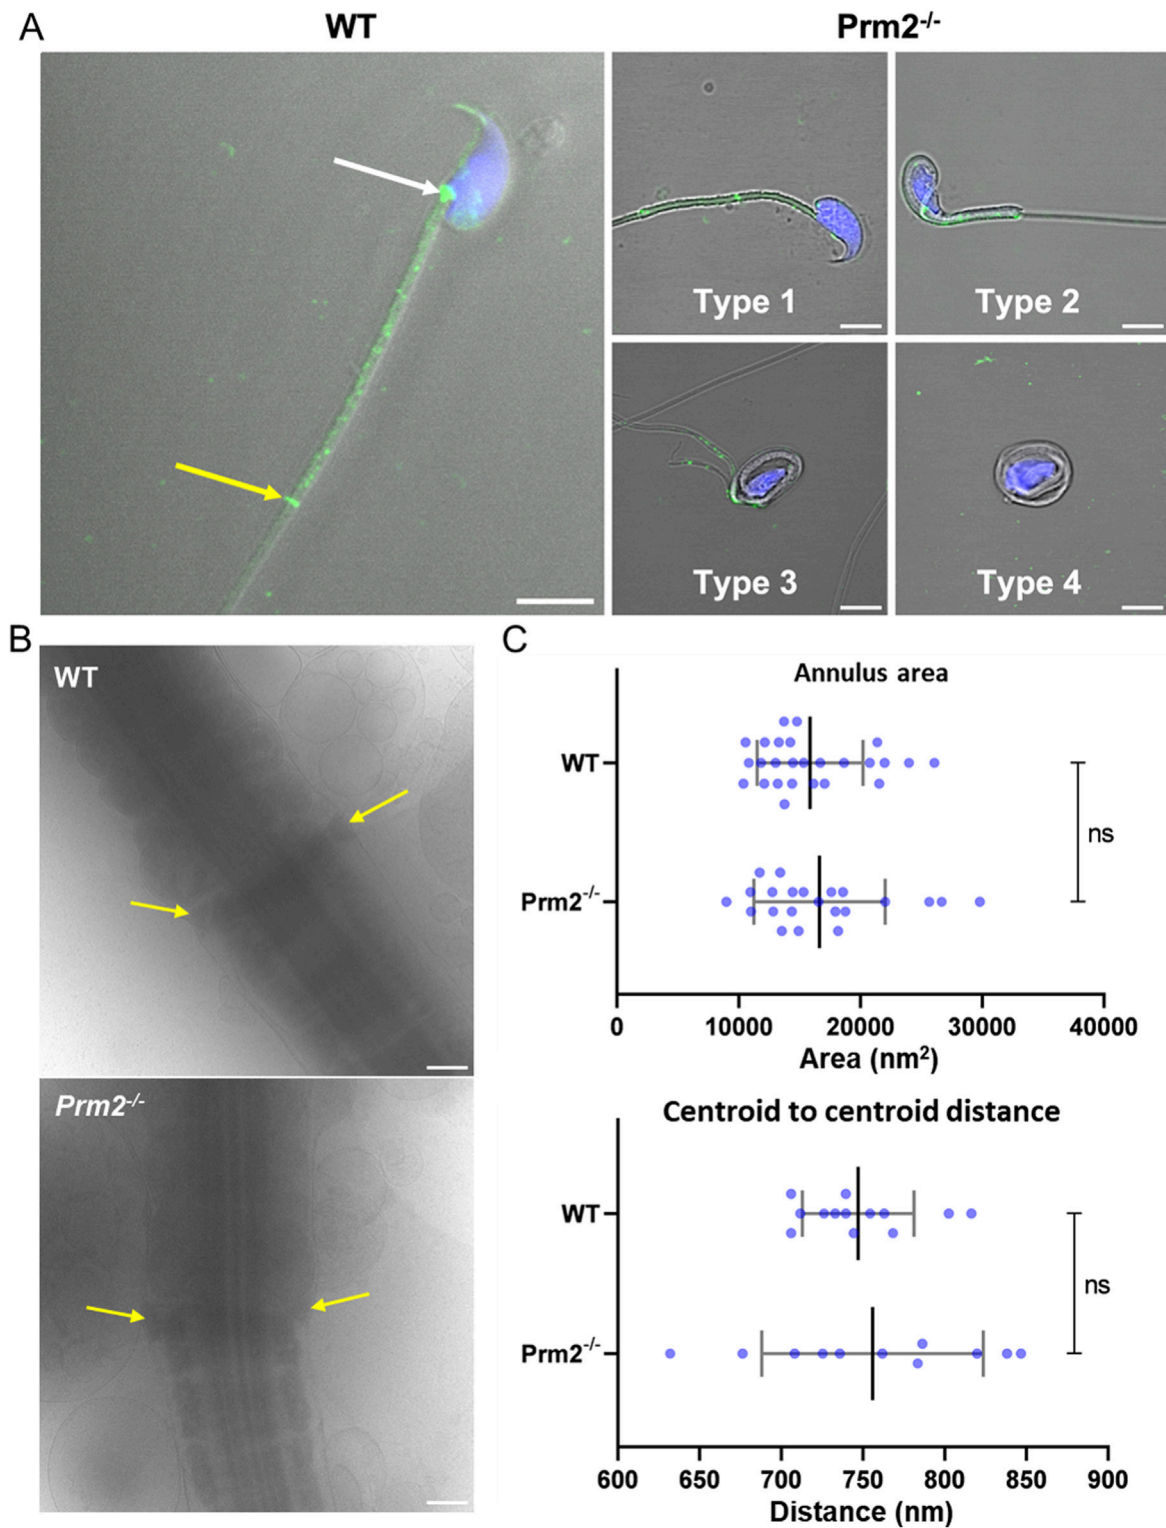 A
WT
Prm2-/-
Type 1
Type 2
Type 3
Type 4
B
WT
Prm2-/-
C
Annulus area
WT
Prm2-/-
ns
0
10000
20000
30000
40000
Area (nm2)
Centroid to centroid distance
WT
Prm2-/-
ns
600
650
700
750
800
850
900
Distance (nm)